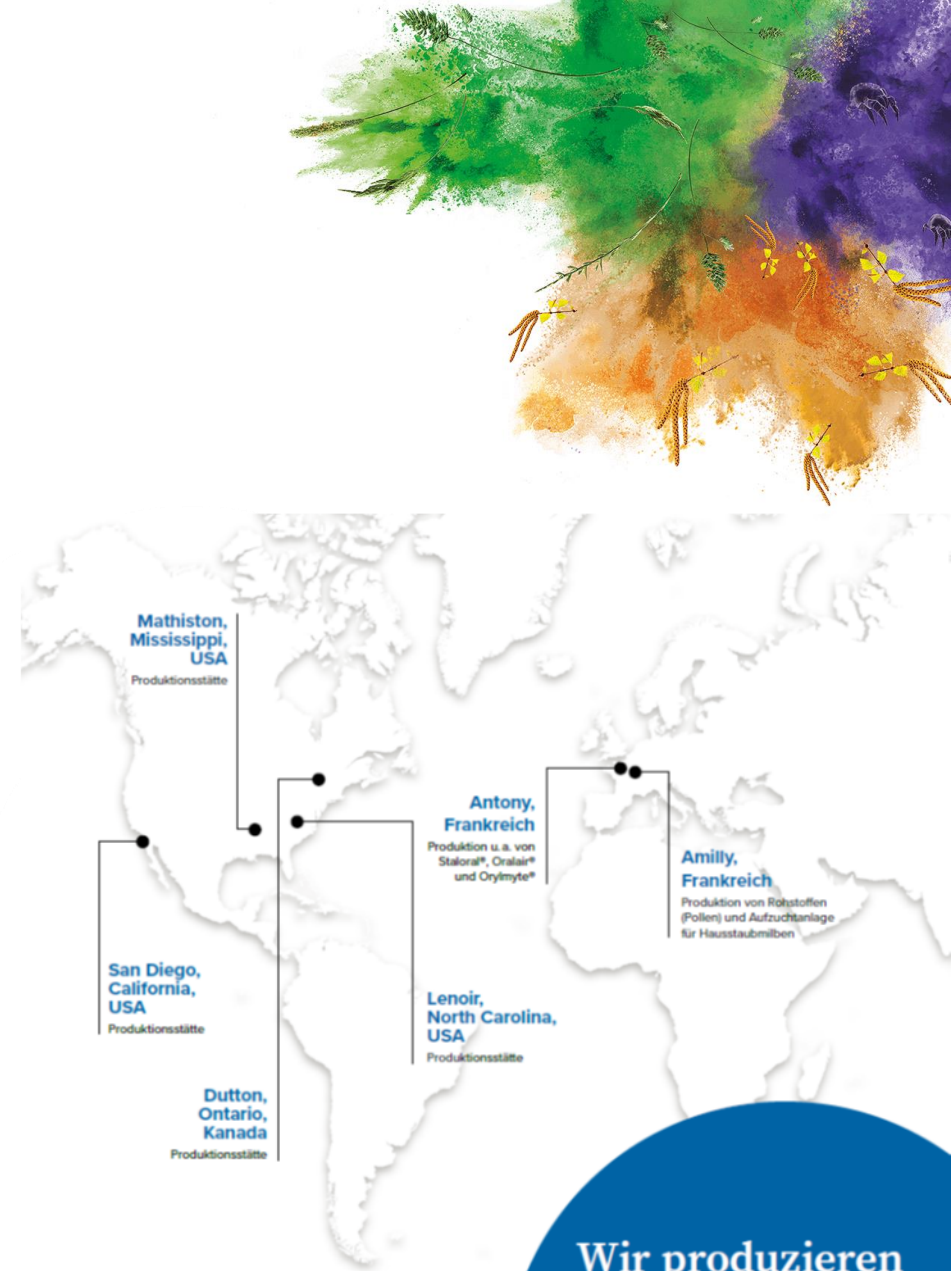 Mathiston,
Mississippi,
USA
Produktionsstätte
Antony,
Frankreich
Produktion u. a. von
Staloral®, Oralair®
und Orylmyte®
Amilly,
Frankreich
Produktion von Rohstoffen
(Pollen) und Aufzuchtanlage
für Hausstaubmilben
San Diego,
California,
USA
Produktionsstätte
Lenoir,
North Carolina,
USA
Produktionsstätte
Dutton,
Ontario,
Kanada
Produktionsstätte
Wir produzieren